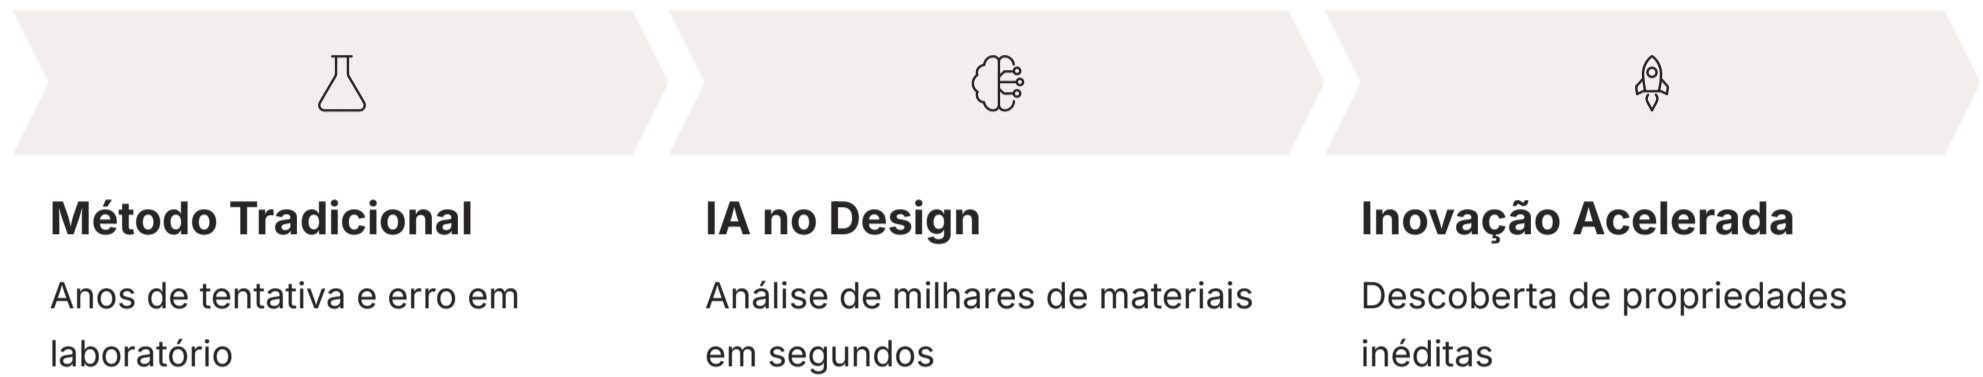 Método Tradicional
Anos de tentativa e erro em
laboratório
IA no Design
Análise de milhares de materiais
em segundos
Inovação Acelerada
Descoberta de propriedades
inéditas